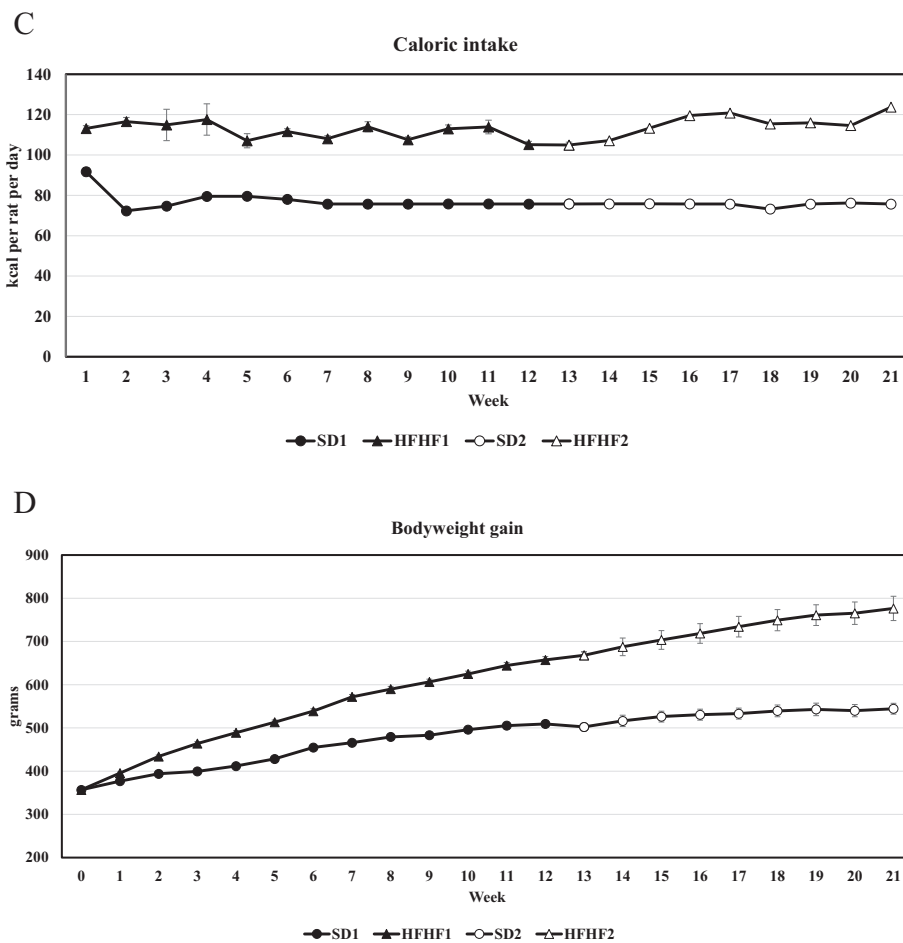 C
Caloric intake
140
120
100
80
60
40
20
0
kcal per rat per day
1 2 3 4 5 6 7 8 9 10 11 12 13 14 15 16 17 18 19 20 21
Week
SD1 HFHF1 SD2 HFHF2
D
Bodyweight gain
900
800
700
600
500
400
300
200
grams
0 1 2 3 4 5 6 7 8 9 10 11 12 13 14 15 16 17 18 19 20 21
Week
SD1 HFHF1 SD2 HFHF2